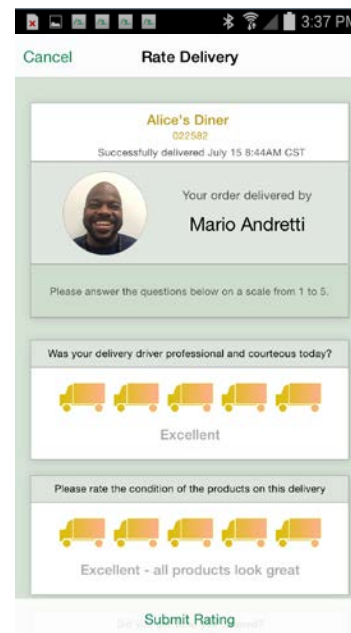 3:37 PM
Cancel
Rate Delivery
Alice's Diner
022582
Successfully delivered July 15 8:44AM CST
Your order delivered by
Mario Andretti
Please answer the questions below on a scale from 1 to 5.
Was your delivery driver professional and courteous today?
Excellent
Please rate the condition of the products on this delivery
Excellent - all products look great
Submit Rating